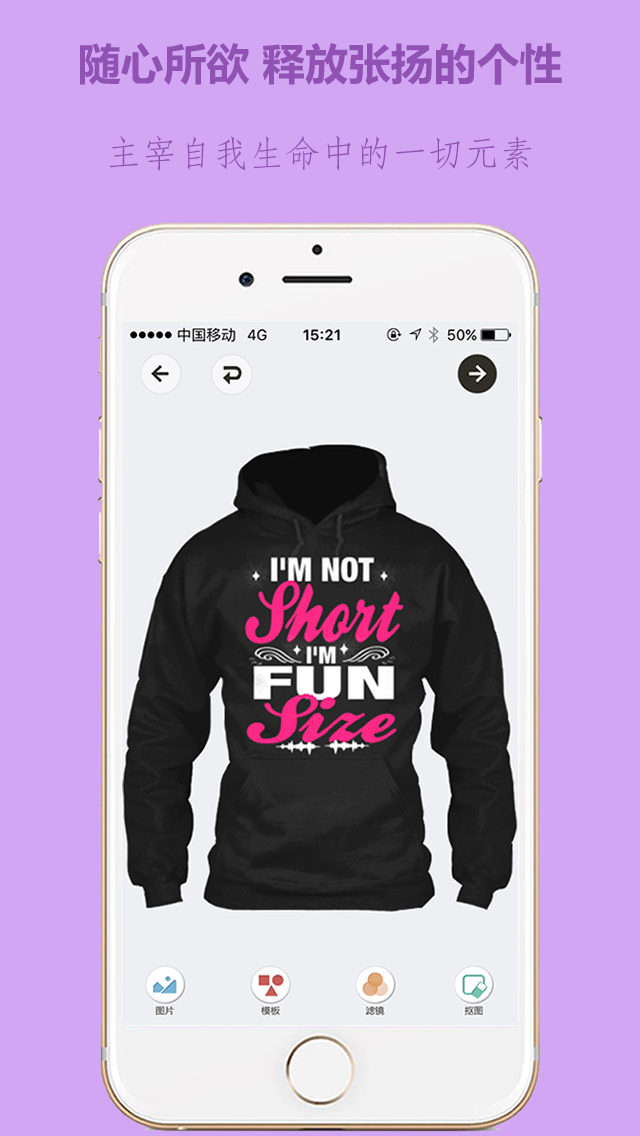 随心所欲 释放张扬的个性
主宰自我生命中的一切元素
中国移动 4G 15:21 50%
I'M NOT
Short
I'M
FUN
Size
图片 模板 滤镜 抠图